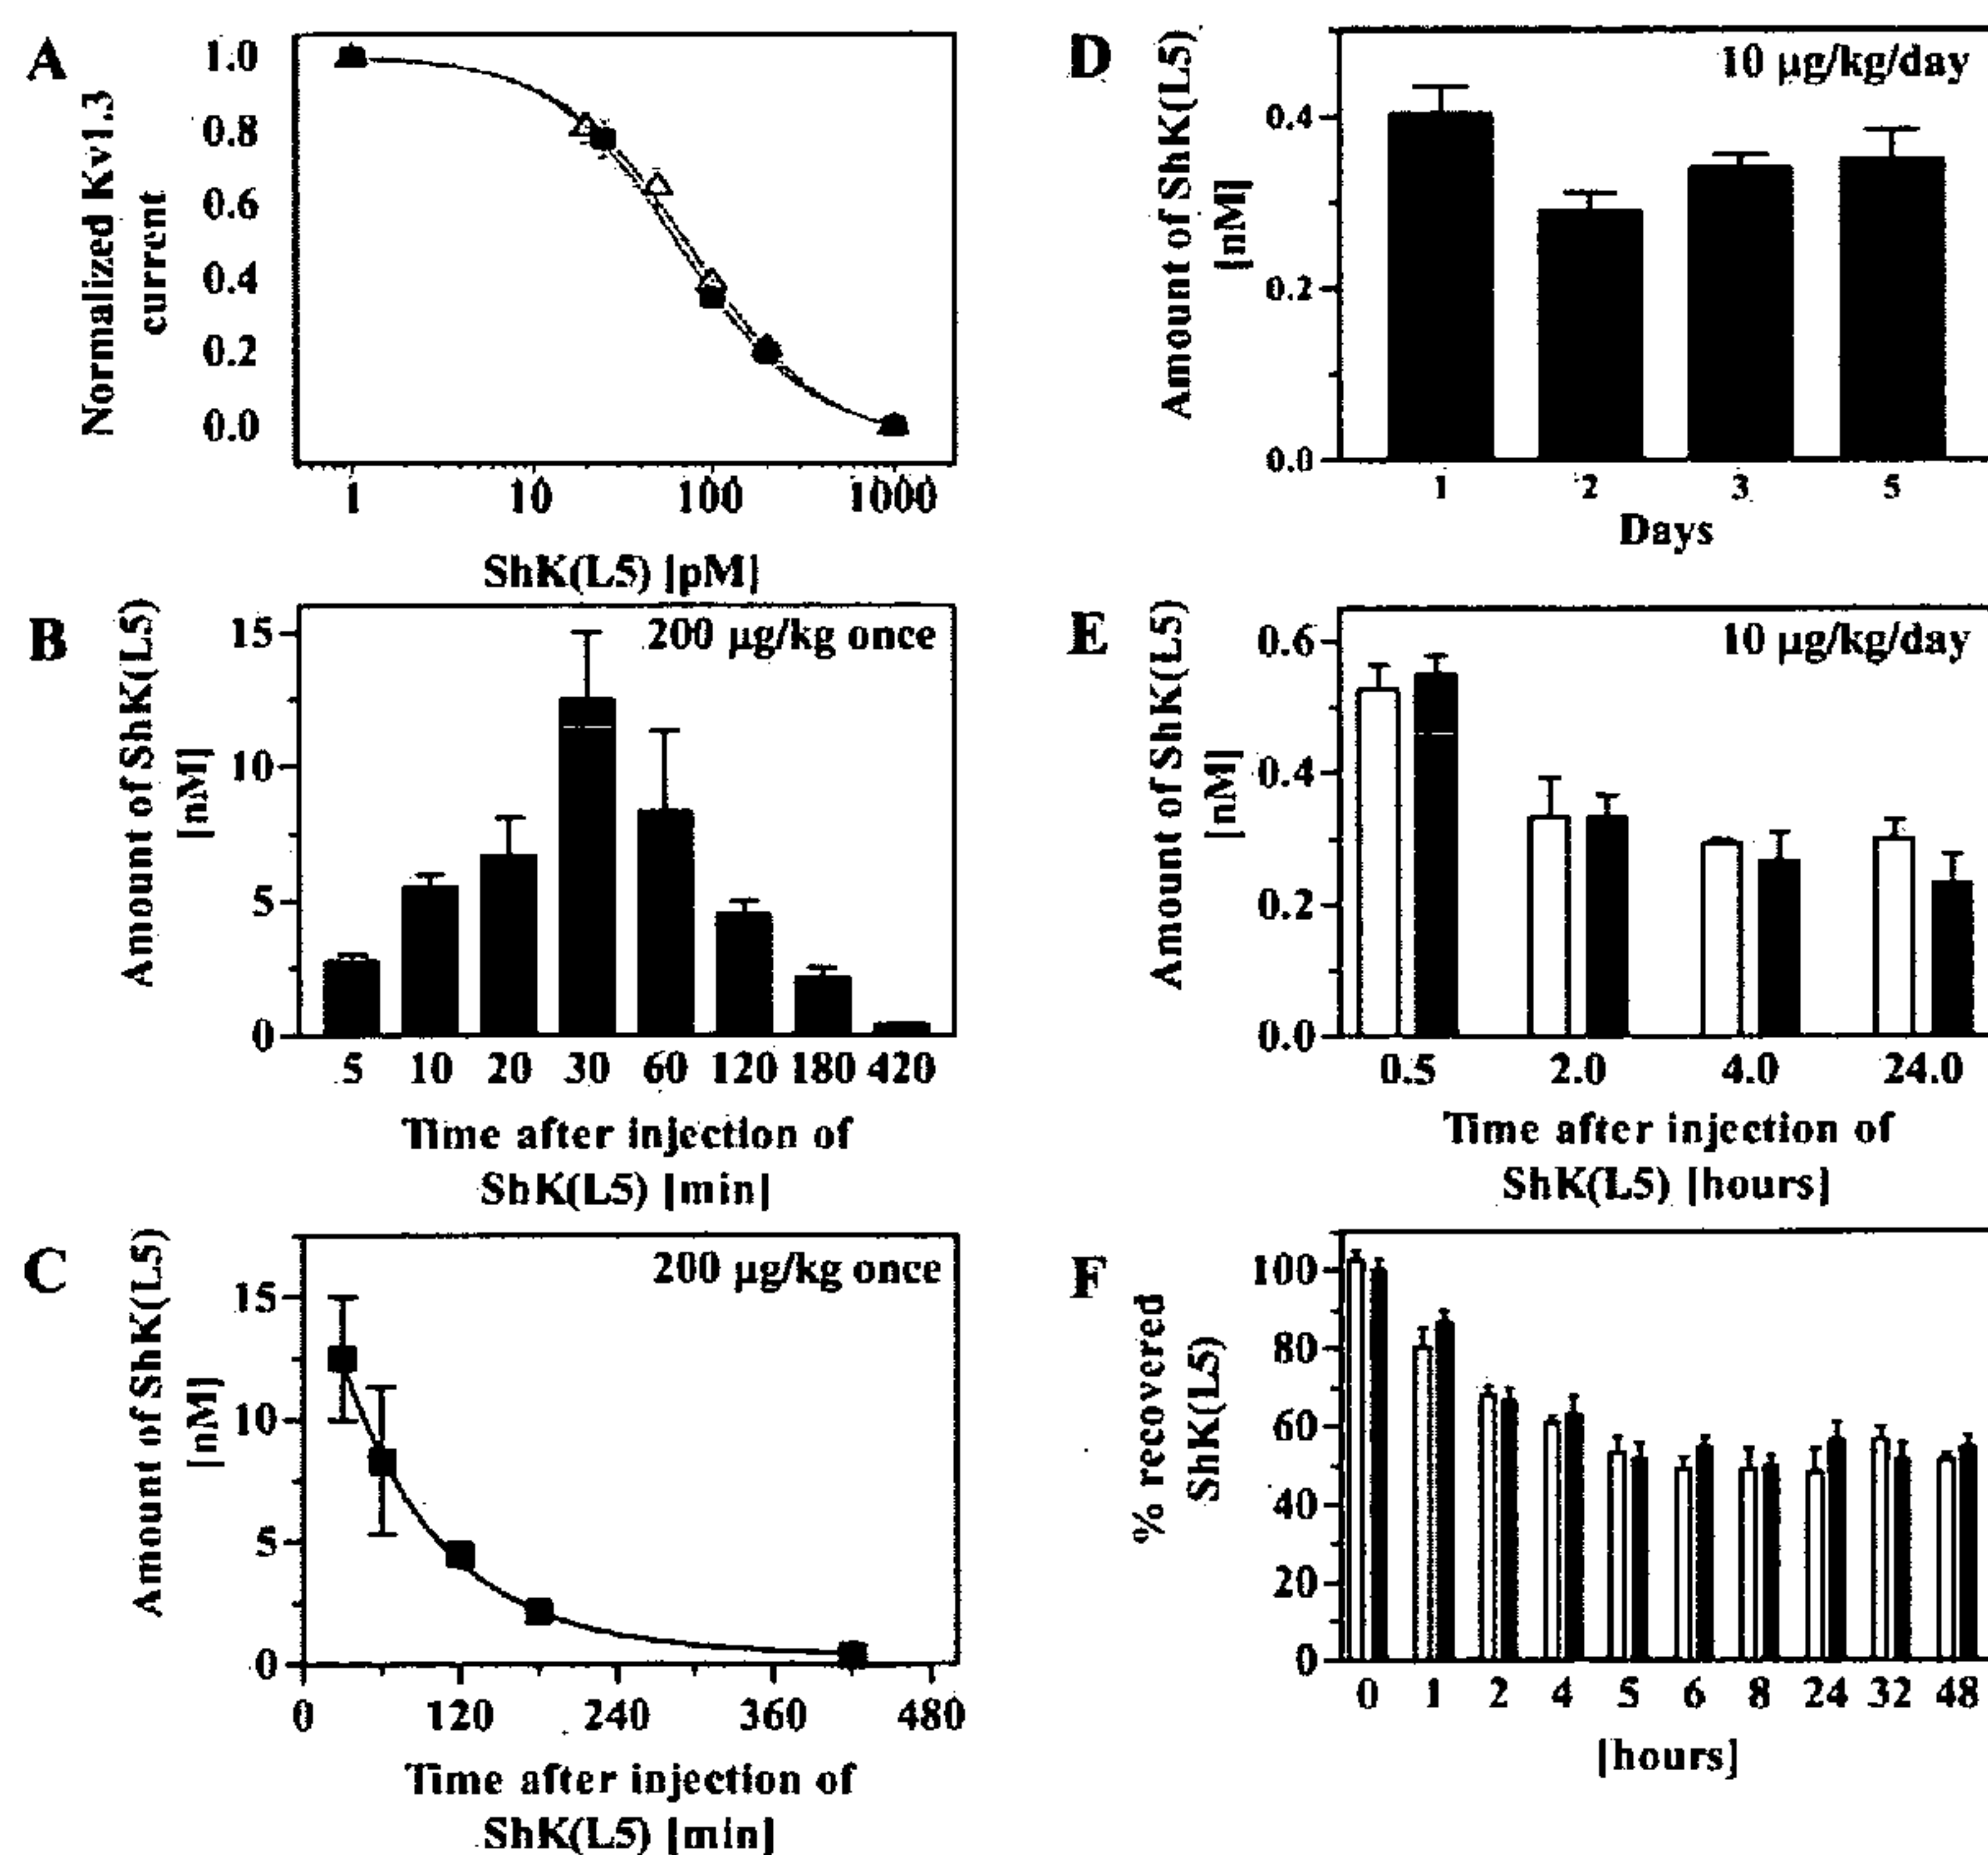 A
Normalized Kv1.3
current
1.0
0.8
0.6
0.4
0.2
0.0
1 10 100 1000
ShK(L5) [pM]
B
Amount of ShK(L5)
[nM]
200 µg/kg once
15
10
5
0
5 10 20 30 60 120 180 420
Time after injection of
ShK(L5) [min]
C
Amount of ShK(L5)
[nM]
200 µg/kg once
15
10
5
0
0 120 240 360 480
Time after injection of
ShK(L5) [min]
D
Amount of ShK(L5)
[nM]
10 µg/kg/day
0.4
0.2
0.0
1 2 3 5
Days
E
Amount of ShK(L5)
[nM]
10 µg/kg/day
0.6
0.4
0.2
0.0
0.5 2.0 4.0 24.0
Time after injection of
ShK(L5) [hours]
F
% recovered
ShK(L5)
100
80
60
40
20
0
0 1 2 4 5 6 8 24 32 48
[hours]